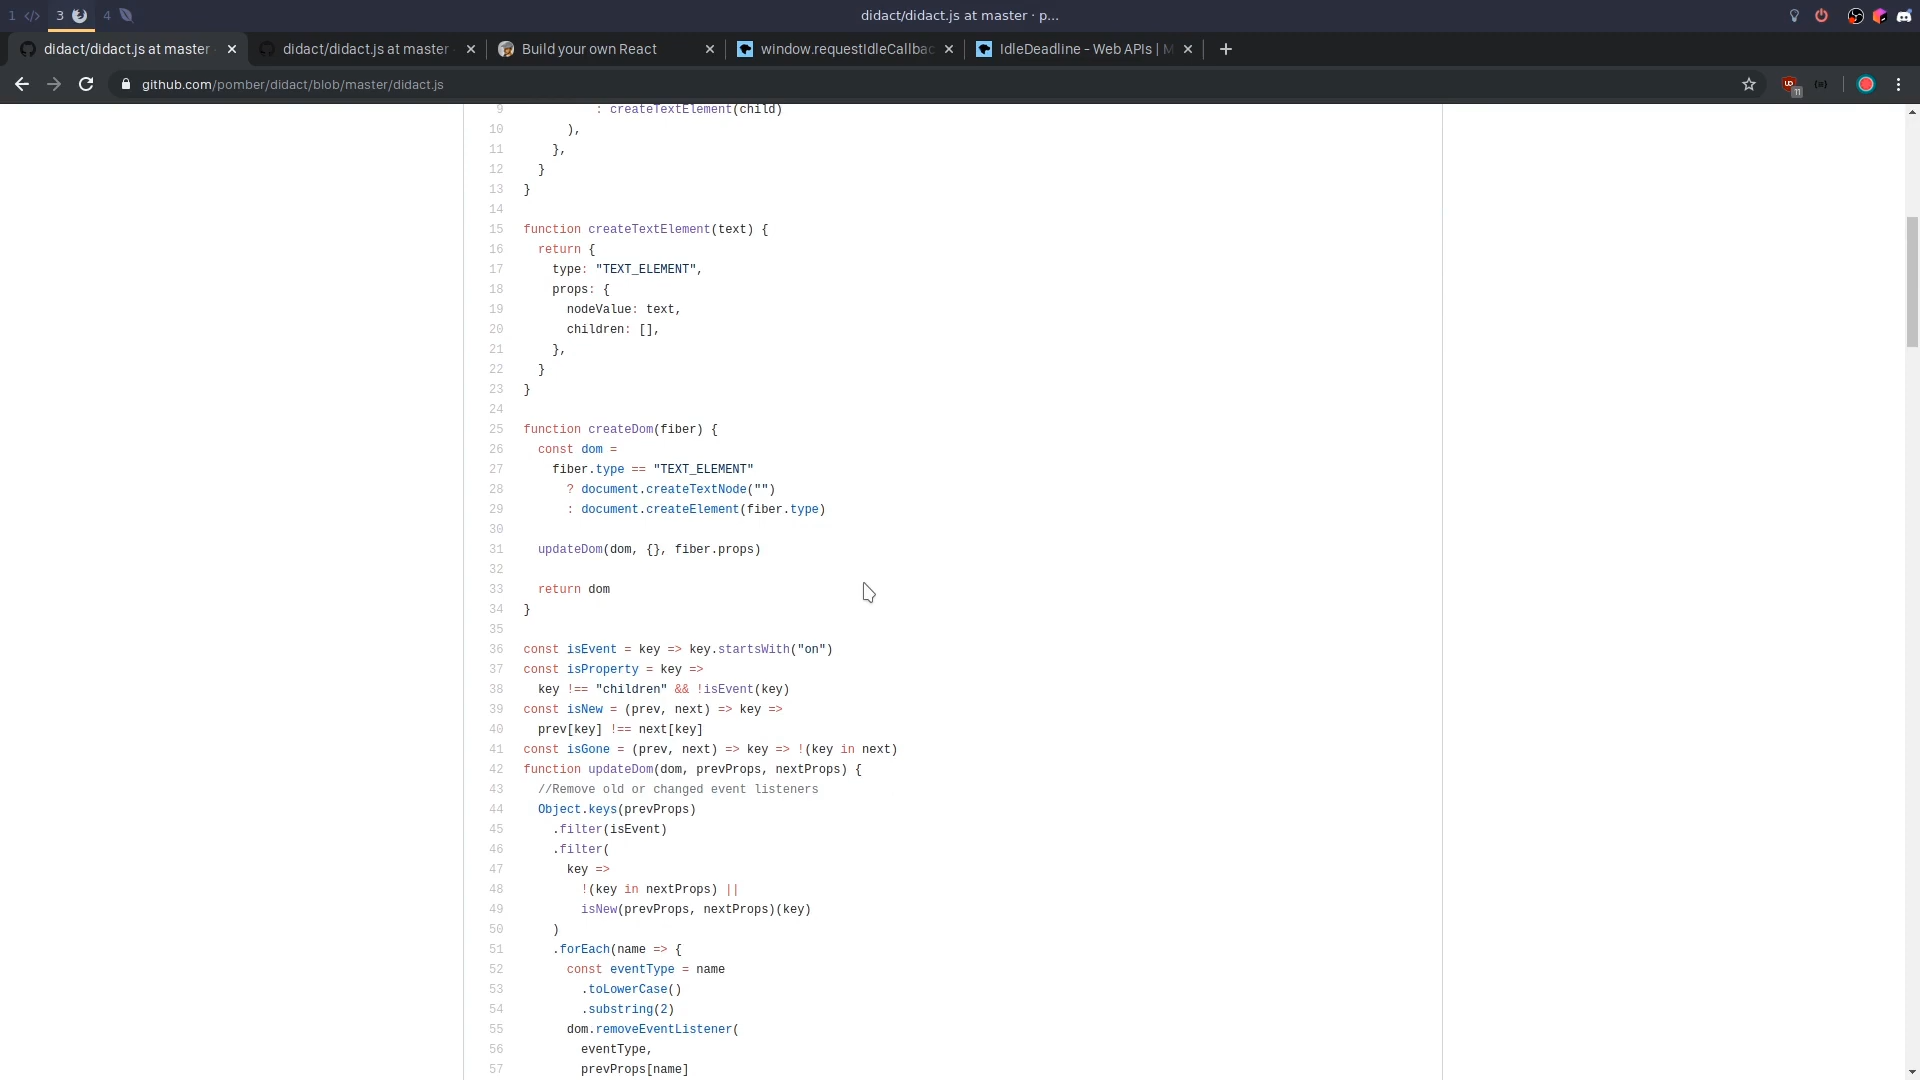 1 </> 3 4 didact/didact.js at master · p...
didact/didact.js at master didact/didact.js at master Build your own React window.requestIdleCallbac IdleDeadline - Web APIs | M
github.com/pomber/didact/blob/master/didact.js 11
9 : createTextElement(child)
10 ),
11 },
12 }
13 }
14
15 function createTextElement(text) {
16 return {
17 type: "TEXT_ELEMENT",
18 props: {
19 nodeValue: text,
20 children: [],
21 },
22 }
23 }
24
25 function createDom(fiber) {
26 const dom =
27 fiber.type == "TEXT_ELEMENT"
28 ? document.createTextNode("")
29 : document.createElement(fiber.type)
30
31 updateDom(dom, {}, fiber.props)
32
33 return dom
34 }
35
36 const isEvent = key => key.startsWith("on")
37 const isProperty = key =>
38 key !== "children" && !isEvent(key)
39 const isNew = (prev, next) => key =>
40 prev[key] !== next[key]
41 const isGone = (prev, next) => key => !(key in next)
42 function updateDom(dom, prevProps, nextProps) {
43 //Remove old or changed event listeners
44 Object.keys(prevProps)
45 .filter(isEvent)
46 .filter(
47 key =>
48 !(key in nextProps) ||
49 isNew(prevProps, nextProps)(key)
50 )
51 .forEach(name => {
52 const eventType = name
53 .toLowerCase()
54 .substring(2)
55 dom.removeEventListener(
56 eventType,
57 prevProps[name]